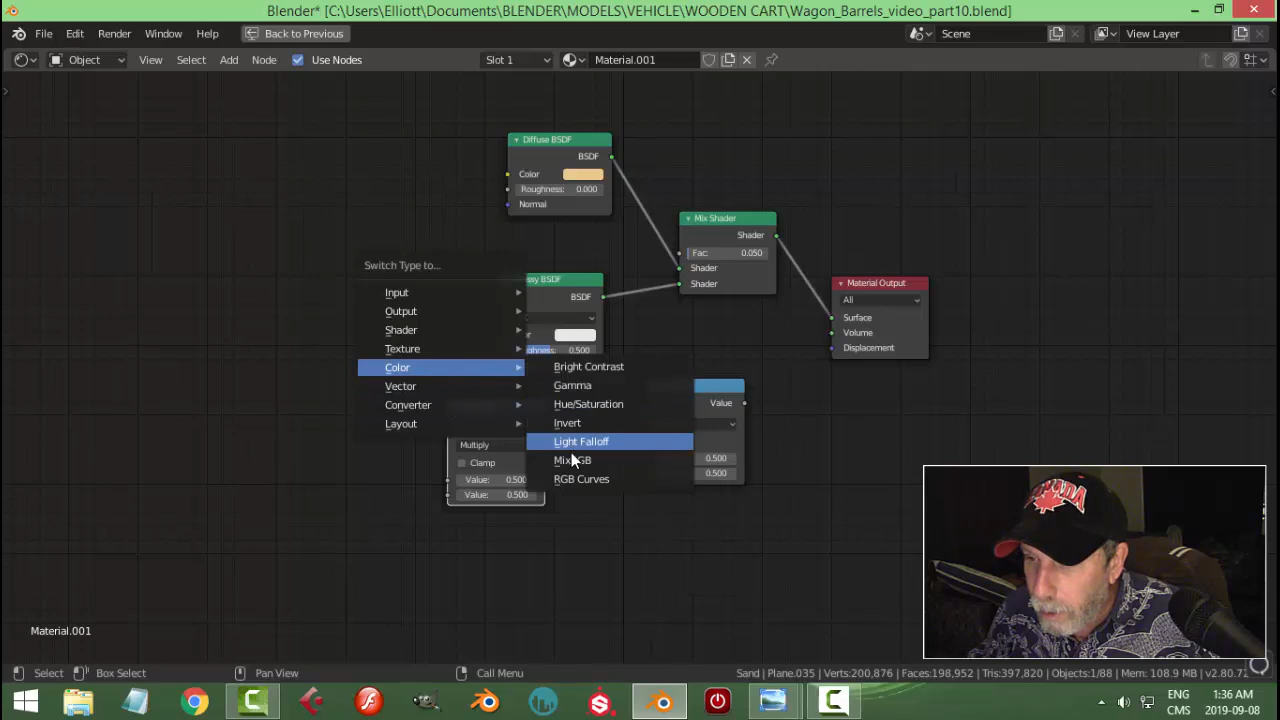 Blender* [C:\Users\Elliott\Documents\BLENDER\MODELS\VEHICLE\WOODEN CART\Wagon_Barrels_video_part10.blend]
File Edit Render Window Help Back to Previous Scene View Layer
Object View Select Add Node Use Nodes Slot 1 Material.001
Diffuse BSDF
BSDF
Color
Roughness: 0.000
Normal
Mix Shader
Shader
Fac: 0.050
Shader
Shader
Material Output
All
Surface
Volume
Displacement
ssy BSDF
BSDF
r
ghness: 0.500
Switch Type to...
Input
Output
Shader
Texture
Color
Vector
Converter
Layout
Bright Contrast
Gamma
Hue/Saturation
Invert
Light Falloff
MixRGB
RGB Curves
Value
0.500
0.500
Multiply
Clamp
Value: 0.500
Value: 0.500
Material.001
Select Box Select Pan View Call Menu Sand | Plane.035 | Verts:200,876 | Faces:198,952 | Tris:397,820 | Objects:1/88 | Mem: 108.9 MB | v2.80.71
ENG 1:36 AM
CMS 2019-09-08